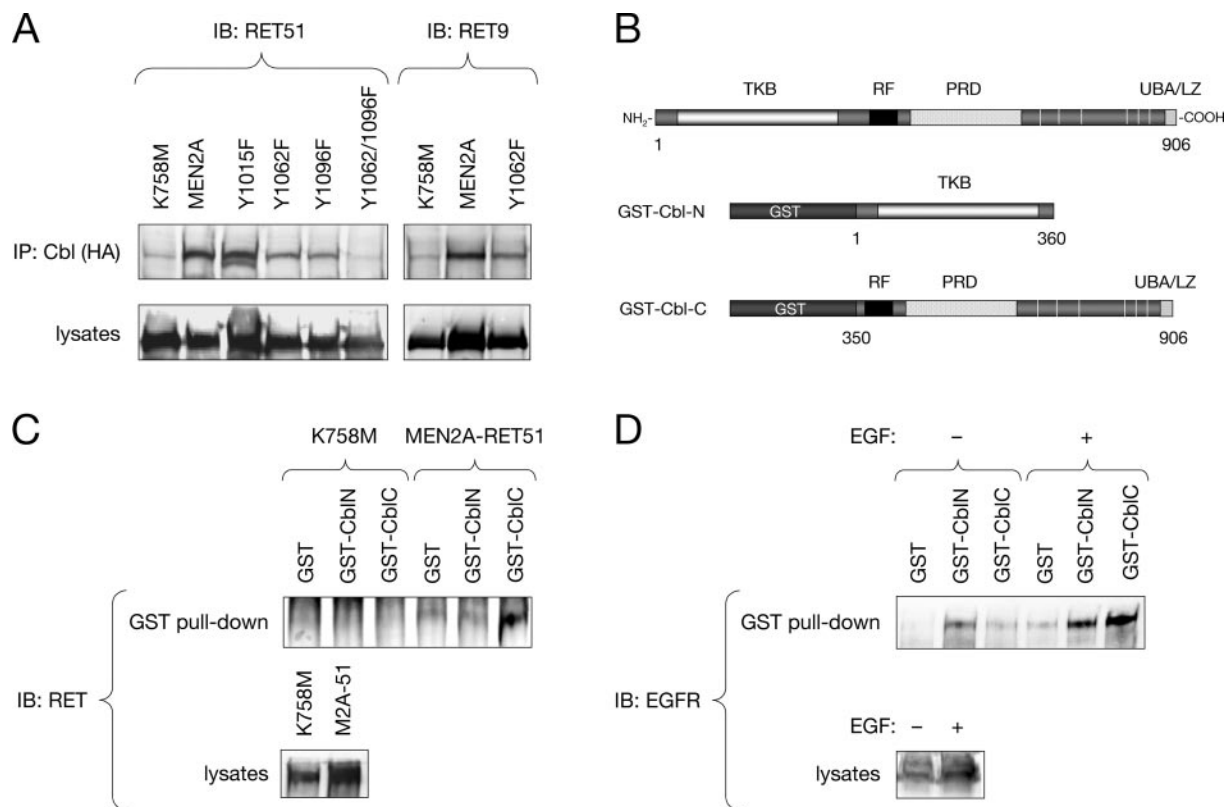 A
IB: RET51
IB: RET9
K758M
MEN2A
Y1015F
Y1062F
Y1096F
Y1062/1096F
K758M
MEN2A
Y1062F
IP: Cbl (HA)
lysates
B
TKB RF PRD UBA/LZ
NH2- -COOH
1 906
TKB
GST-Cbl-N GST
1 360
RF PRD UBA/LZ
GST-Cbl-C GST
350 906
C
K758M MEN2A-RET51
GST
GST-CblN
GST-CblC
GST
GST-CblN
GST-CblC
GST pull-down
IB: RET
K758M
M2A-51
lysates
D
EGF: – +
GST
GST-CblN
GST-CblC
GST
GST-CblN
GST-CblC
GST pull-down
IB: EGFR
EGF: – +
lysates